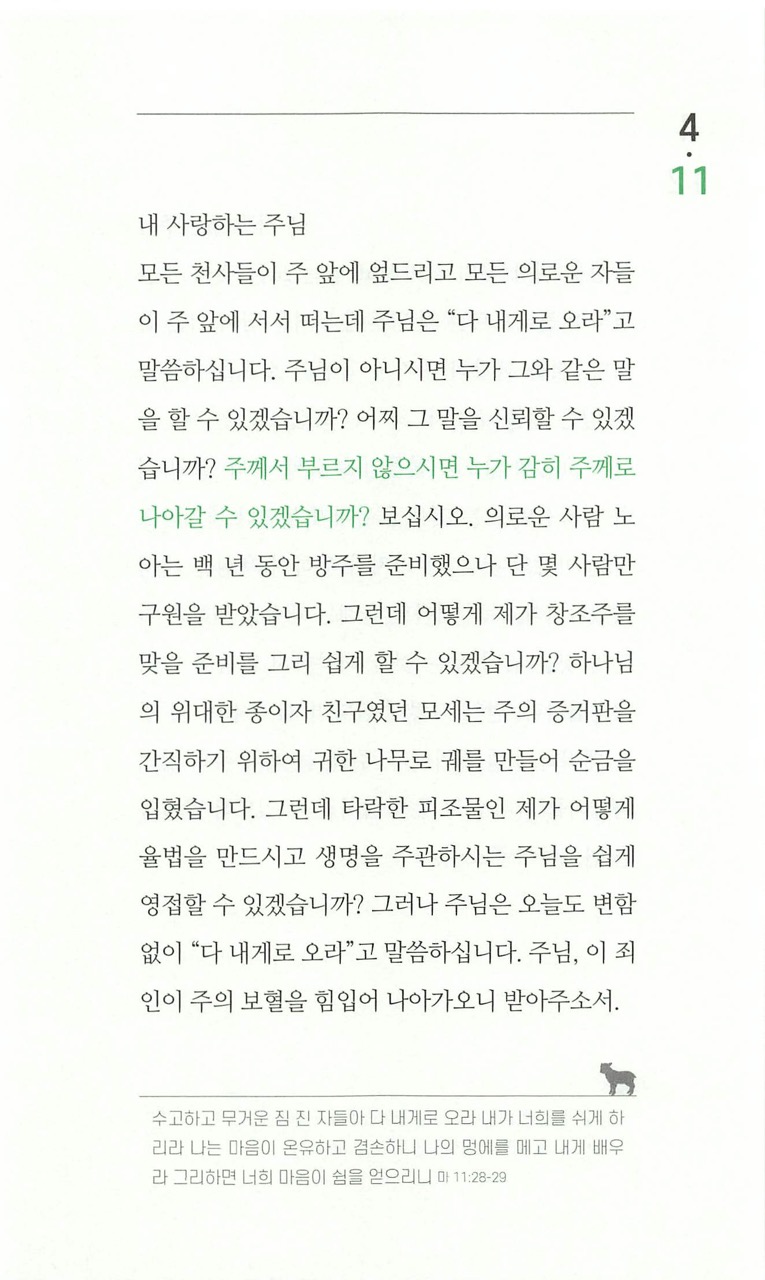 4
·
11
내 사랑하는 주님
모든 천사들이 주 앞에 엎드리고 모든 의로운 자들
이 주 앞에 서서 떠는데 주님은 “다 내게로 오라”고
말씀하십니다. 주님이 아니시면 누가 그와 같은 말
을 할 수 있겠습니까? 어찌 그 말을 신뢰할 수 있겠
습니까? 주께서 부르지 않으시면 누가 감히 주께로
나아갈 수 있겠습니까? 보십시오. 의로운 사람 노
아는 백 년 동안 방주를 준비했으나 단 몇 사람만
구원을 받았습니다. 그런데 어떻게 제가 창조주를
맞을 준비를 그리 쉽게 할 수 있겠습니까? 하나님
의 위대한 종이자 친구였던 모세는 주의 증거판을
간직하기 위하여 귀한 나무로 궤를 만들어 순금을
입혔습니다. 그런데 타락한 피조물인 제가 어떻게
율법을 만드시고 생명을 주관하시는 주님을 쉽게
영접할 수 있겠습니까? 그러나 주님은 오늘도 변함
없이 “다 내게로 오라”고 말씀하십니다. 주님, 이 죄
인이 주의 보혈을 힘입어 나아가오니 받아주소서.
수고하고 무거운 짐 진 자들아 다 내게로 오라 내가 너희를 쉬게 하
리라 나는 마음이 온유하고 겸손하니 나의 멍에를 메고 내게 배우
라 그리하면 너희 마음이 쉼을 얻으리니 마 11:28-29